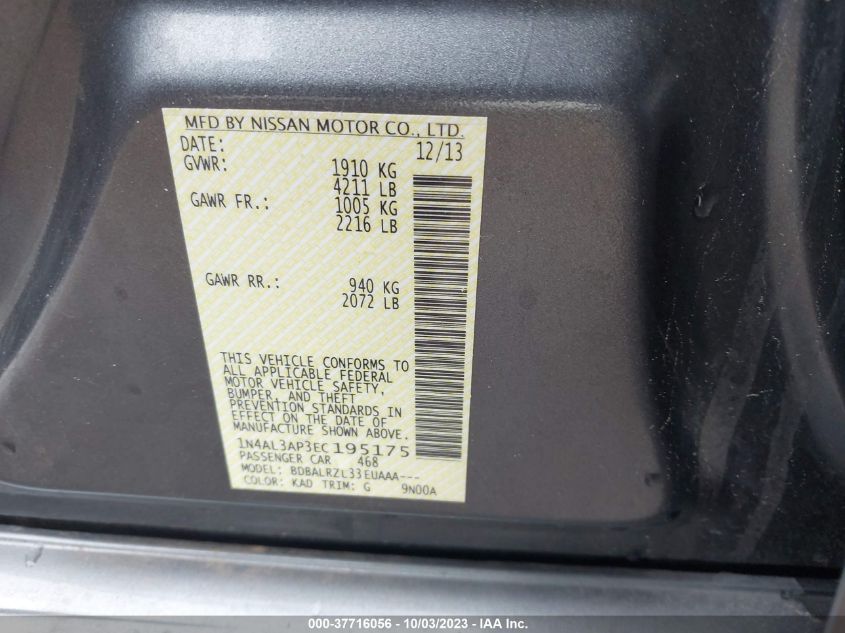 MFD BY NISSAN MOTOR CO., LTD.
DATE: 12/13
GVWR: 1910 KG
4211 LB
GAWR FR.: 1005 KG
2216 LB
GAWR RR.: 940 KG
2072 LB
THIS VEHICLE CONFORMS TO
ALL APPLICABLE FEDERAL
MOTOR VEHICLE SAFETY,
BUMPER, AND THEFT
PREVENTION STANDARDS IN
EFFECT ON THE DATE OF
MANUFACTURE SHOWN ABOVE.
1N4AL3AP3EC195175
PASSENGER CAR 468
MODEL: BDBALRZL33EUAAA---
COLOR: KAD TRIM: G 9N00A
000-37716056 - 10/03/2023 - IAA Inc.